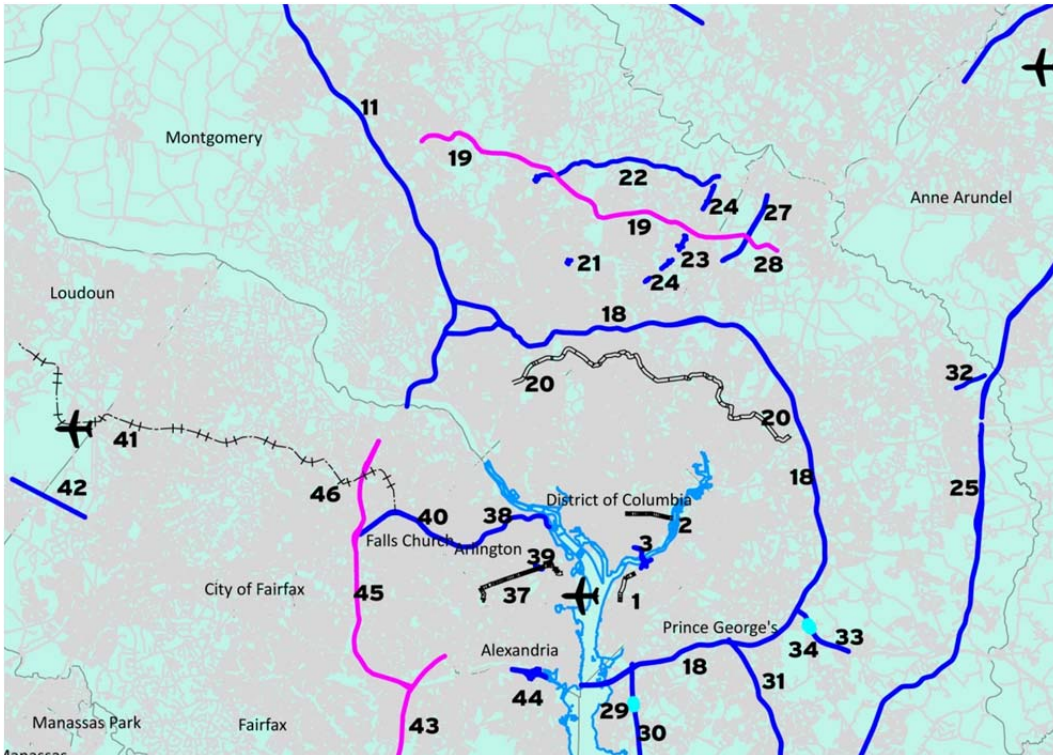 11
Montgomery
19
22
24
27
Anne Arundel
19
23
28
21
24
Loudoun
18
20
32
20
41
46
18
25
42
District of Columbia
40
38
2
Falls Church
Arlington
3
39
City of Fairfax
45
37
1
Prince George's
33
34
18
Alexandria
31
44
29
30
Manassas Park
Fairfax
43
Manassas